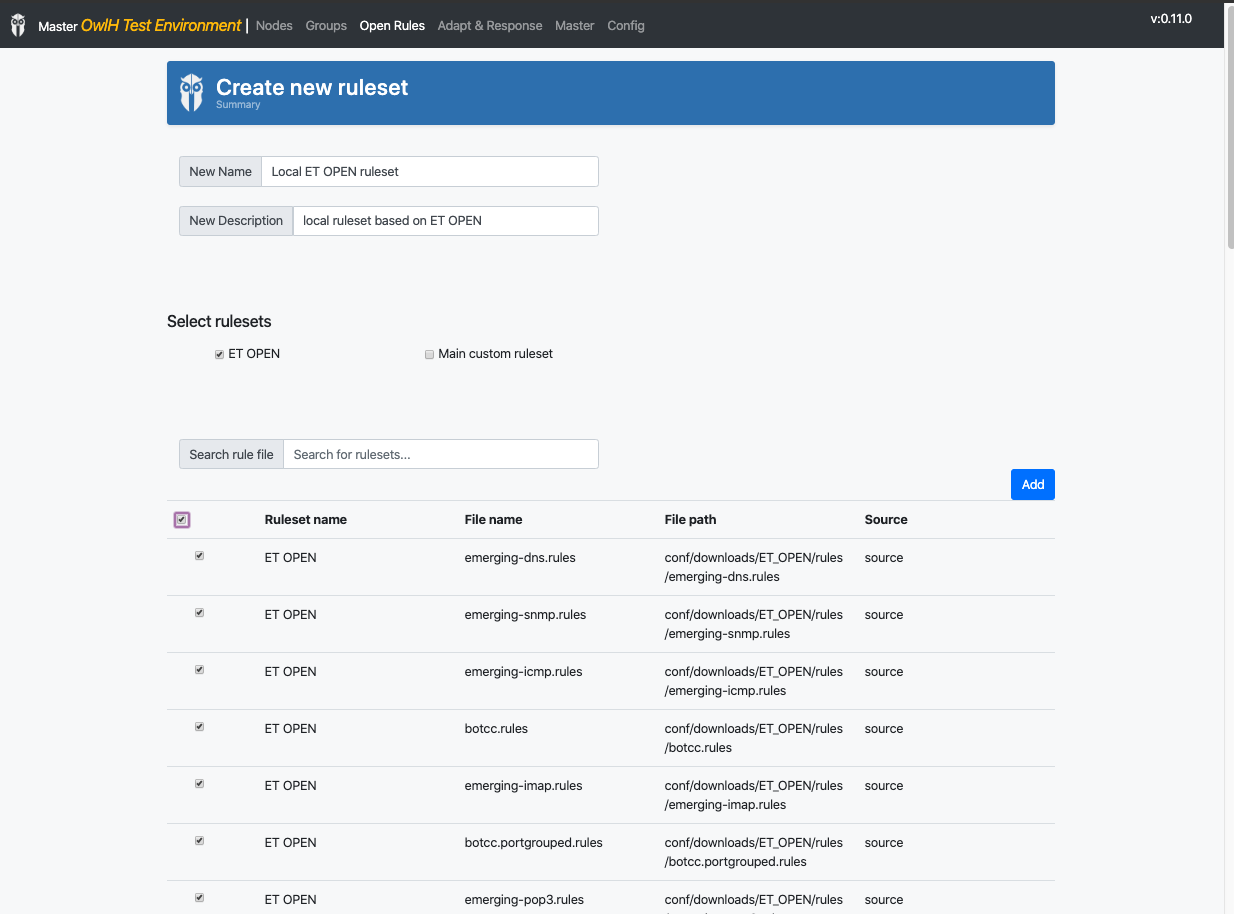 Master OwlH Test Environment | Nodes Groups Open Rules Adapt & Response Master Config v:0.11.0
Create new ruleset
Summary
New Name Local ET OPEN ruleset
New Description local ruleset based on ET OPEN
Select rulesets
ET OPEN Main custom ruleset
Search rule file Search for rulesets...
Add
Ruleset name File name File path Source
ET OPEN emerging-dns.rules conf/downloads/ET_OPEN/rules source
/emerging-dns.rules
ET OPEN emerging-snmp.rules conf/downloads/ET_OPEN/rules source
/emerging-snmp.rules
ET OPEN emerging-icmp.rules conf/downloads/ET_OPEN/rules source
/emerging-icmp.rules
ET OPEN botcc.rules conf/downloads/ET_OPEN/rules source
/botcc.rules
ET OPEN emerging-imap.rules conf/downloads/ET_OPEN/rules source
/emerging-imap.rules
ET OPEN botcc.portgrouped.rules conf/downloads/ET_OPEN/rules source
/botcc.portgrouped.rules
ET OPEN emerging-pop3.rules conf/downloads/ET_OPEN/rules source